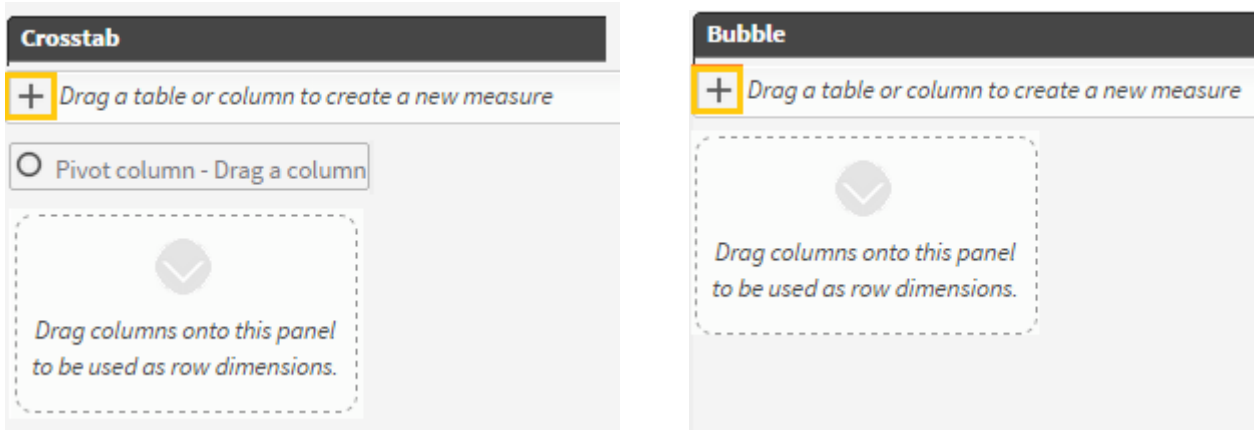 Crosstab
Drag a table or column to create a new measure
Pivot column - Drag a column
Drag columns onto this panel
to be used as row dimensions.
Bubble
Drag a table or column to create a new measure
Drag columns onto this panel
to be used as row dimensions.